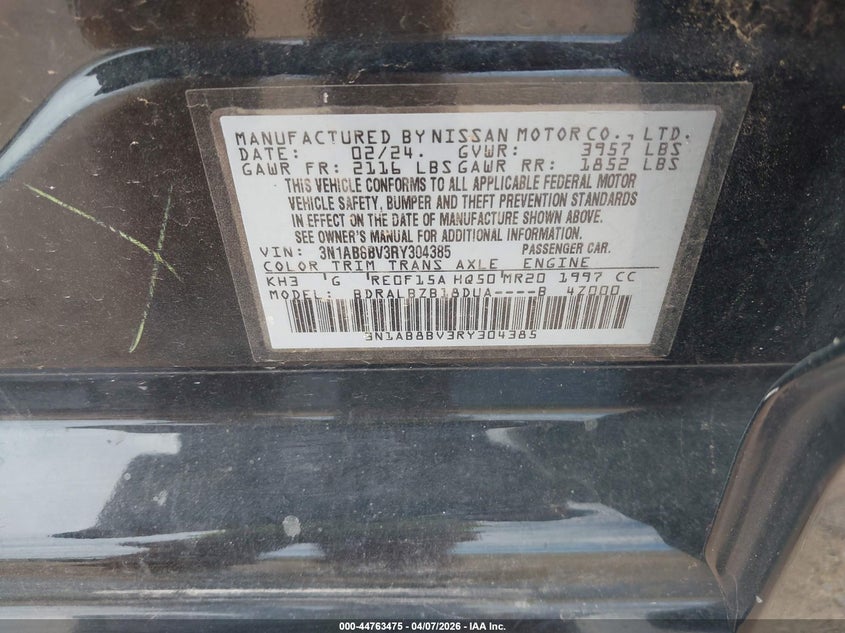 MANUFACTURED BY NISSAN MOTOR CO., LTD.
DATE: 02/24. GVWR: 3957 LBS
GAWR FR: 2116 LBS GAWR RR: 1852 LBS
THIS VEHICLE CONFORMS TO ALL APPLICABLE FEDERAL MOTOR
VEHICLE SAFETY, BUMPER AND THEFT PREVENTION STANDARDS
IN EFFECT ON THE DATE OF MANUFACTURE SHOWN ABOVE.
SEE OWNER'S MANUAL FOR ADDITIONAL INFORMATION.
VIN: 3N1AB8BV3RY304385 PASSENGER CAR.
COLOR TRIM TRANS AXLE ENGINE
KH3 G RE0F15A HQ50 MR20 1997 CC
MODEL: BDRALBZB18DUA----B 47000
3N1AB8BV3RY304385
000-44763475 - 04/07/2026 - IAA Inc.